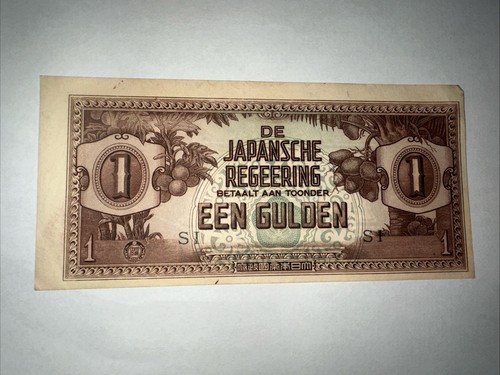 DE
JAPANSCHE
REGEERING
BETAALT AAN TOONDER
EEN GULDEN
1
1
SI
SI
1
1